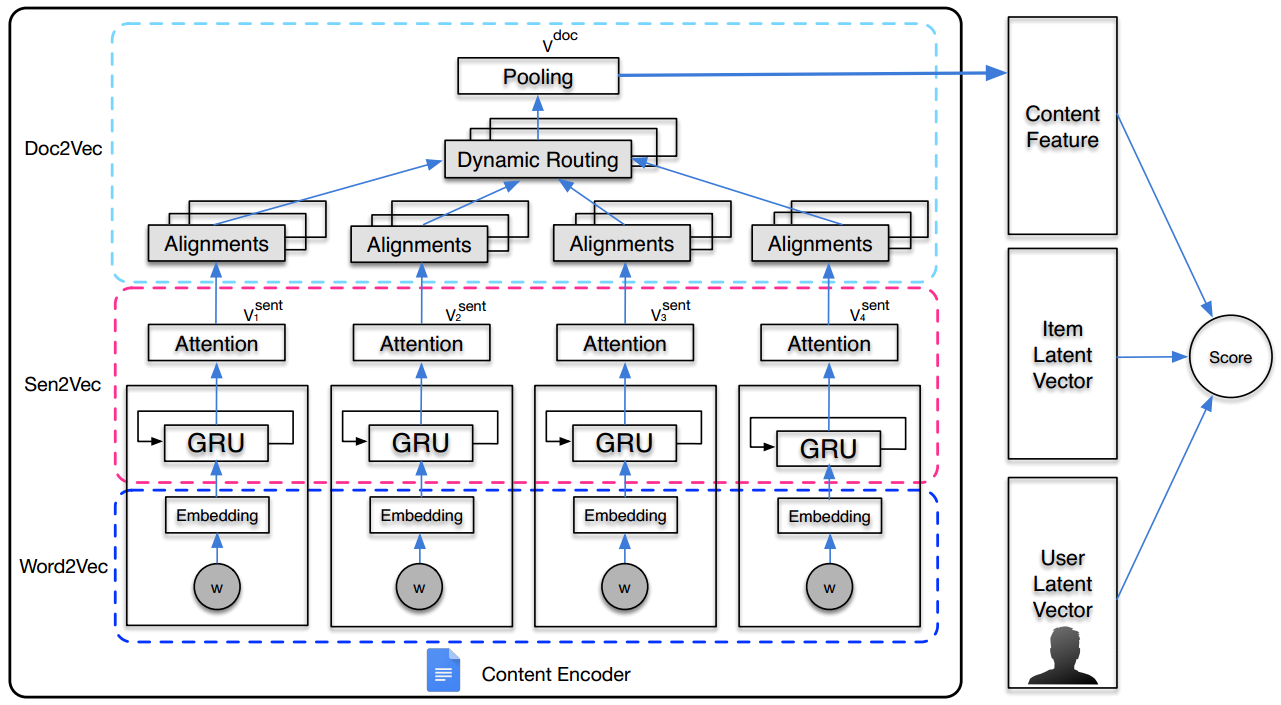 V^doc
Pooling
Doc2Vec
Dynamic Routing
Alignments Alignments Alignments Alignments
V_1^sent V_2^sent V_3^sent V_4^sent
Attention Attention Attention Attention
Sen2Vec
GRU GRU GRU GRU
Embedding Embedding Embedding Embedding
Word2Vec
w w w w
Content Encoder
Content
Feature
Item
Latent
Vector
Score
User
Latent
Vector